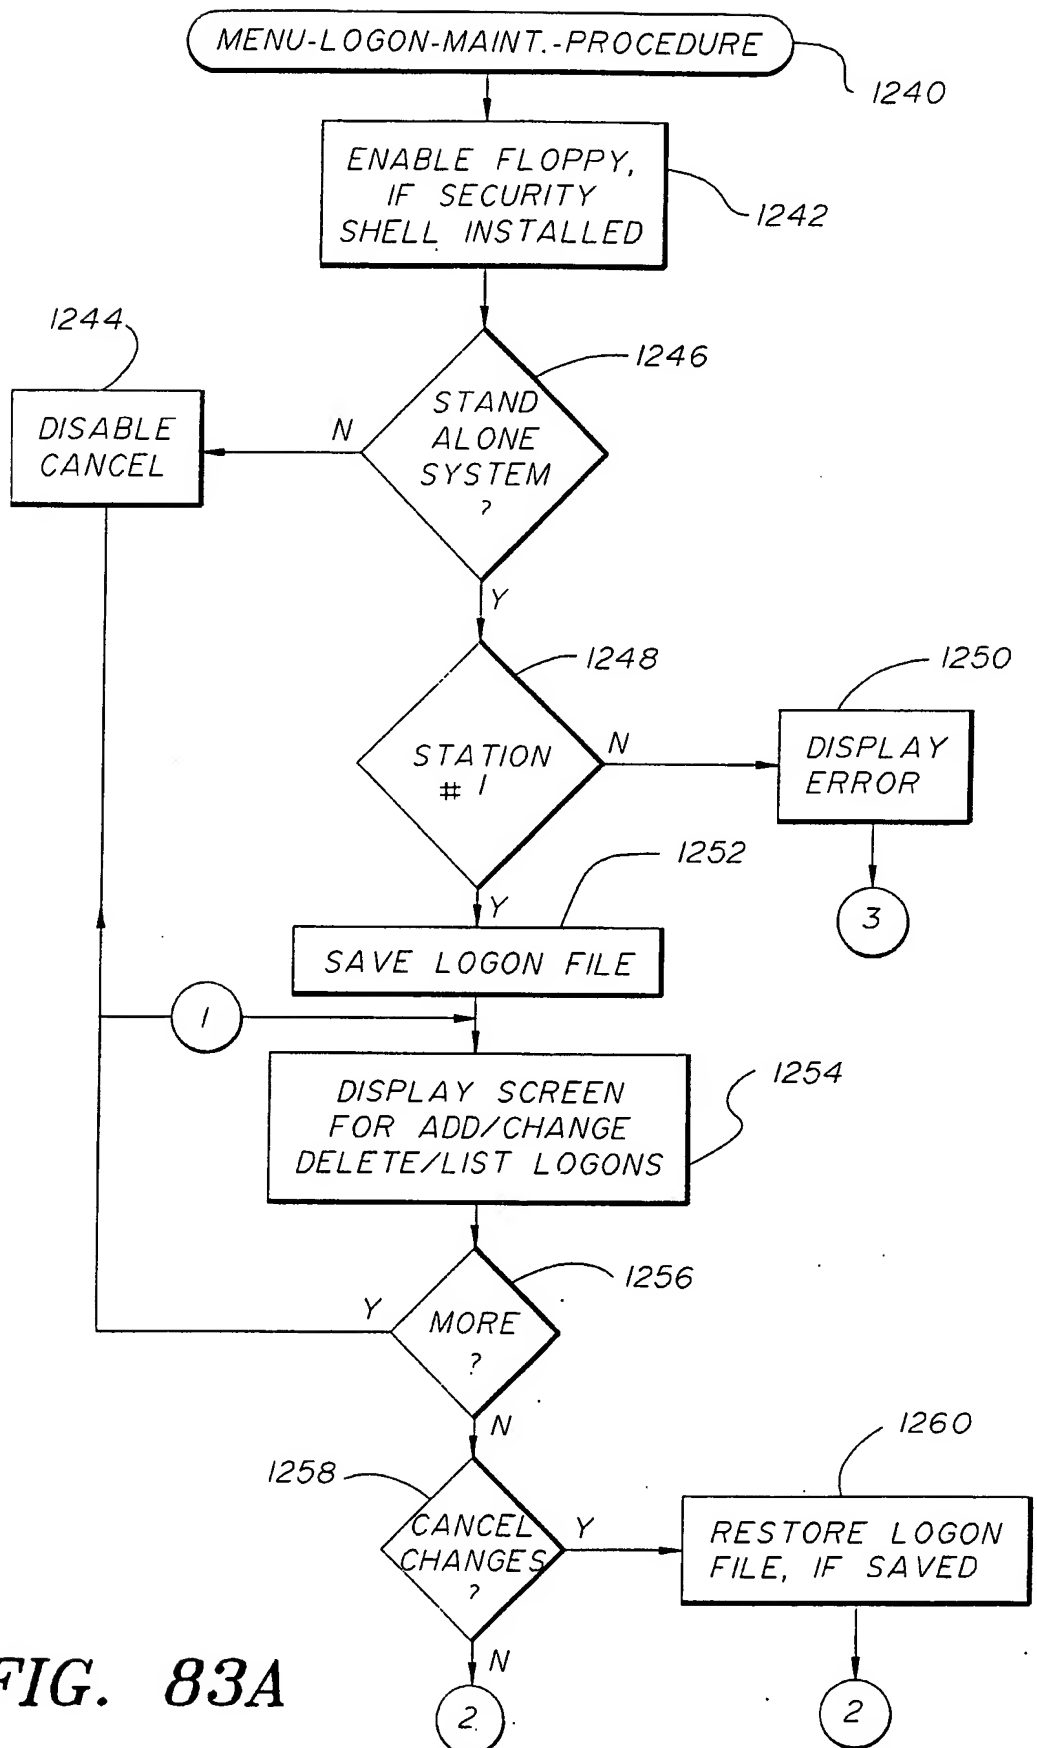 MENU-LOGON-MAINT.-PROCEDURE
1240
ENABLE FLOPPY,
IF SECURITY
SHELL INSTALLED
1242
1244
1246
DISABLE
CANCEL
N
STAND
ALONE
SYSTEM
?
Y
1248
1250
STATION
# 1
N
DISPLAY
ERROR
Y
1252
3
SAVE LOGON FILE
1
1254
DISPLAY SCREEN
FOR ADD/CHANGE
DELETE/LIST LOGONS
1256
Y
MORE
?
N
1258
1260
CANCEL
CHANGES
?
Y
RESTORE LOGON
FILE, IF SAVED
N
2
2
FIG. 83A